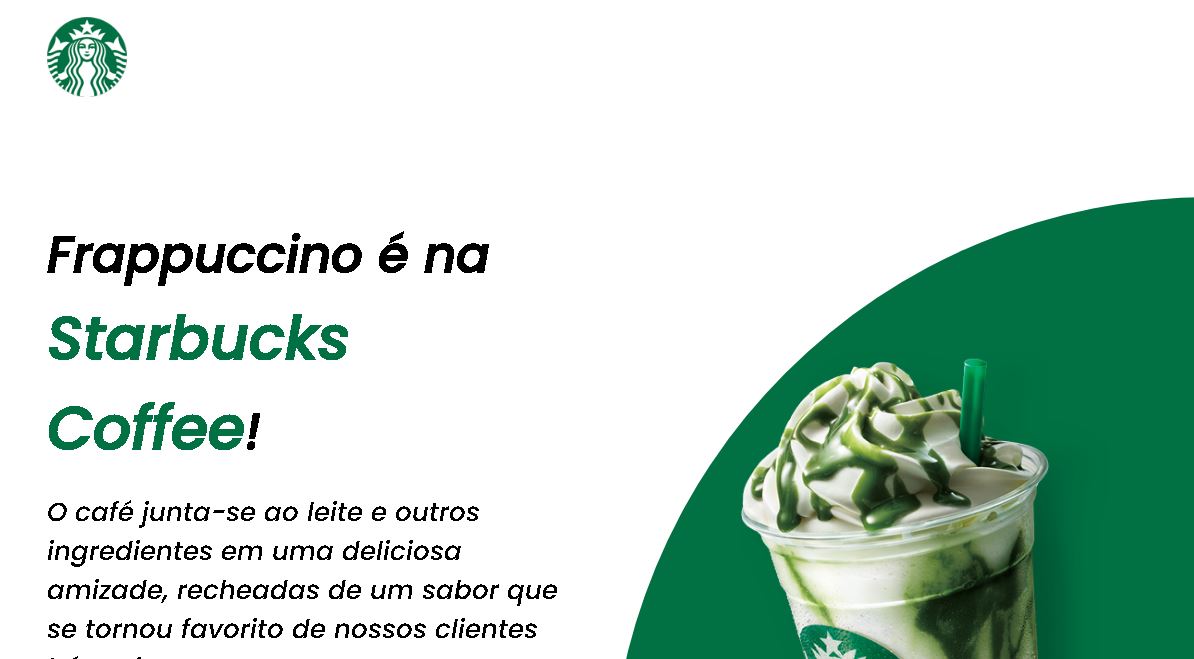 Frappuccino é na
Starbucks
Coffee!
O café junta-se ao leite e outros
ingredientes em uma deliciosa
amizade, recheadas de um sabor que
se tornou favorito de nossos clientes